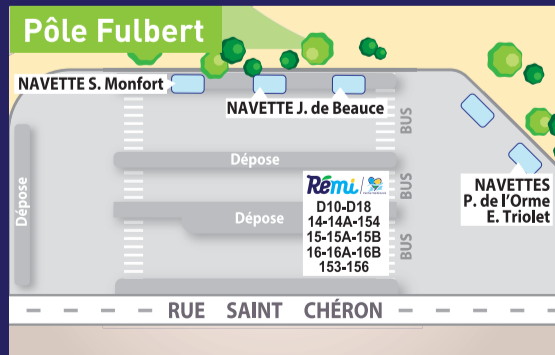 Pôle Fulbert
NAVETTE S. Monfort
NAVETTE J. de Beauce
BUS
Dépose
Dépose
Rémi
D10-D18
14-14A-154
15-15A-15B
16-16A-16B
153-156
BUS
NAVETTES
P. de l'Orme
E. Triolet
Dépose
BUS
RUE SAINT CHÉRON